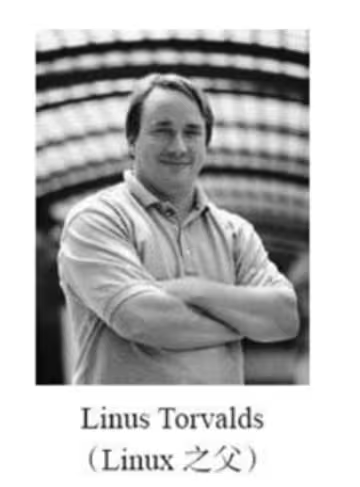 Linus Torvalds
（Linux 之父）